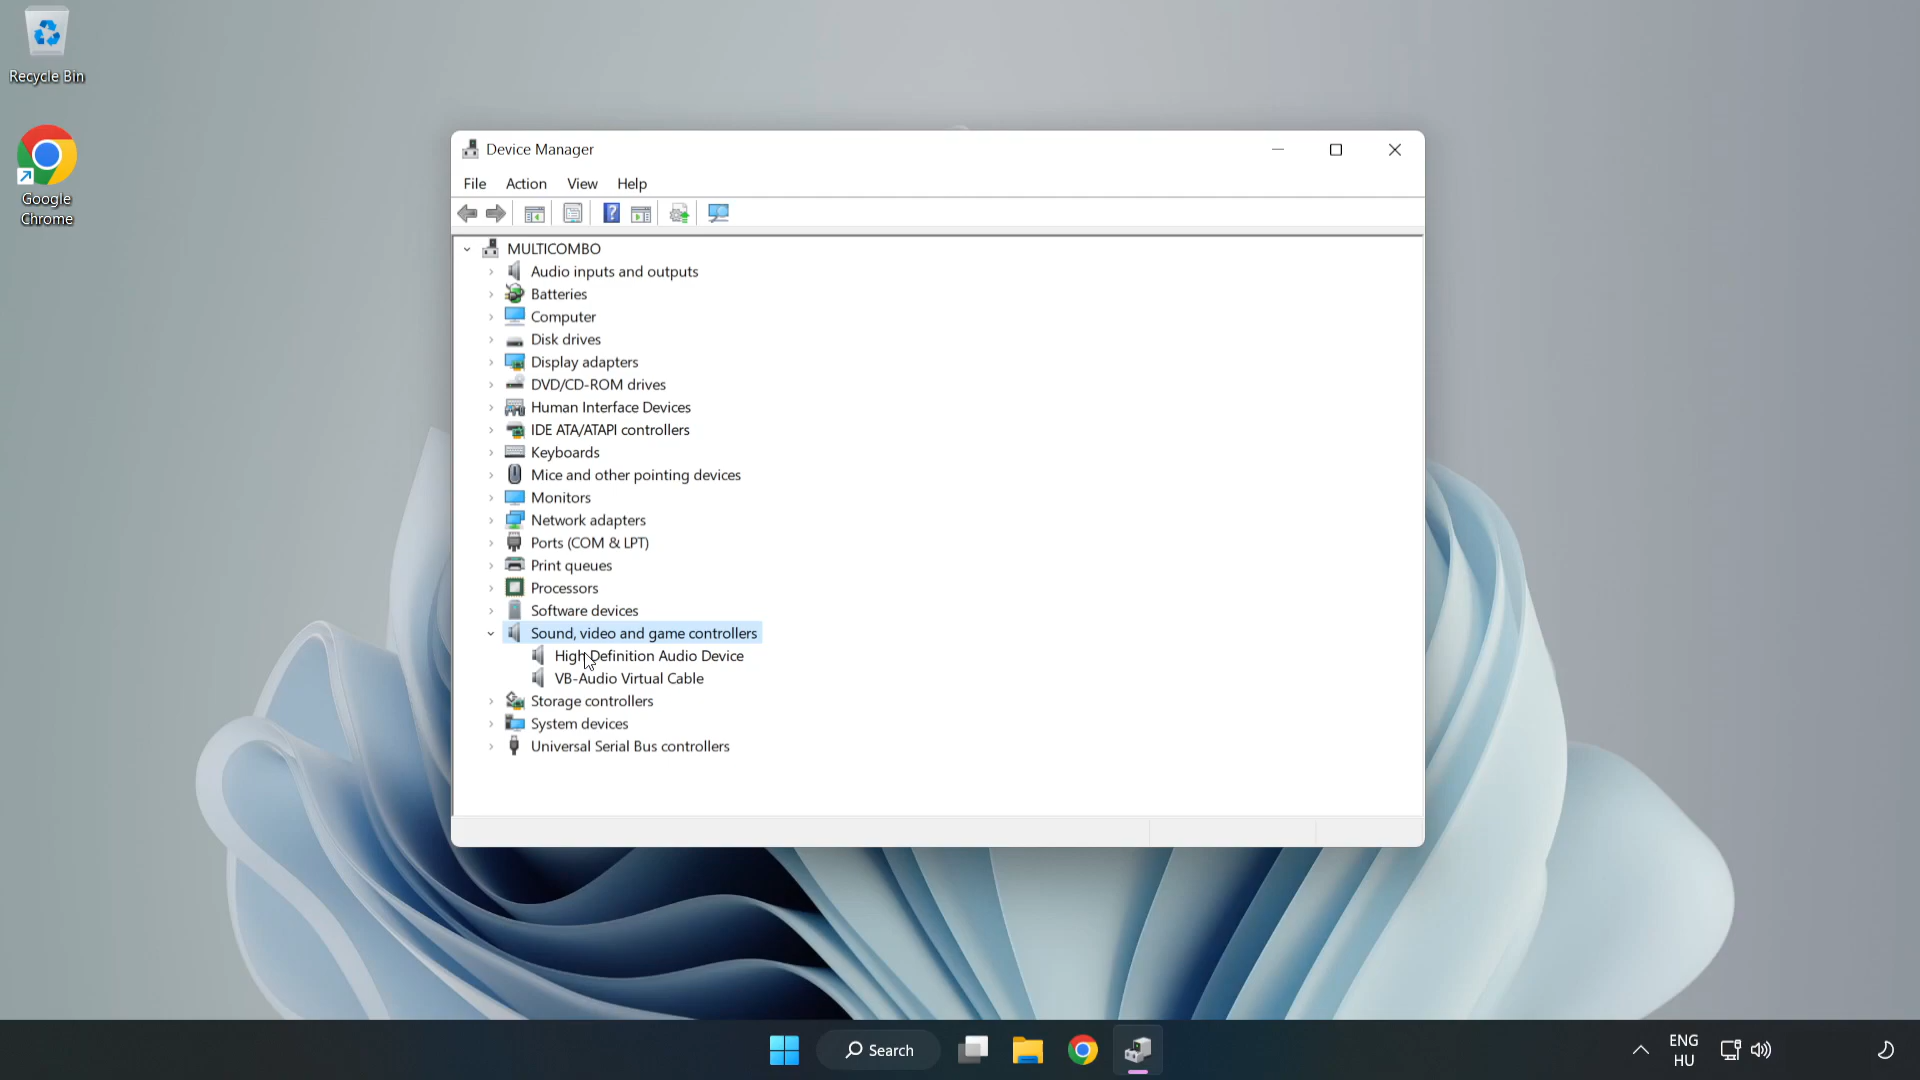 Recycle Bin
Google
Chrome
Device Manager
File Action View Help
MULTICOMBO
Audio inputs and outputs
Batteries
Computer
Disk drives
Display adapters
DVD/CD-ROM drives
Human Interface Devices
IDE ATA/ATAPI controllers
Keyboards
Mice and other pointing devices
Monitors
Network adapters
Ports (COM & LPT)
Print queues
Processors
Software devices
Sound, video and game controllers
High Definition Audio Device
VB-Audio Virtual Cable
Storage controllers
System devices
Universal Serial Bus controllers
Search
ENG
HU